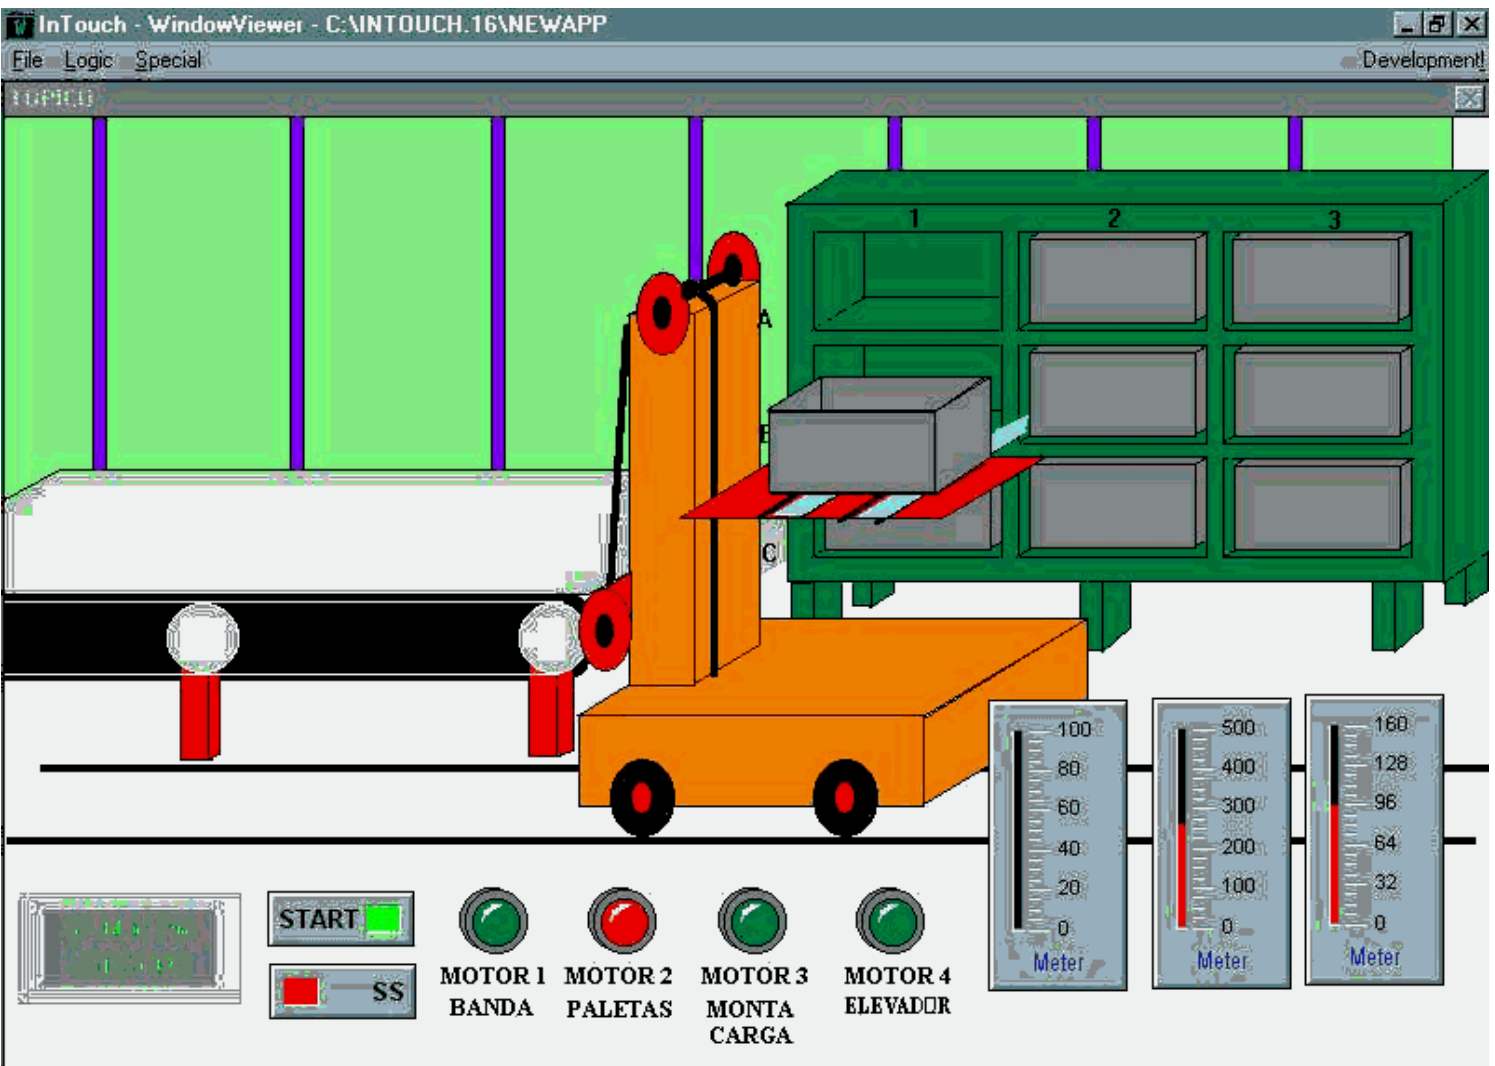 InTouch - WindowViewer - C:\INTOUCH.16\NEWAPP
File Logic Special Development!
1 2 3
A
C
100 500 160
80 400 128
60 300 96
40 200 64
20 100 32
0 0 0
Meter Meter Meter
START
SS
MOTOR 1 MOTOR 2 MOTOR 3 MOTOR 4
BANDA PALETAS MONTA ELEVADOR
CARGA